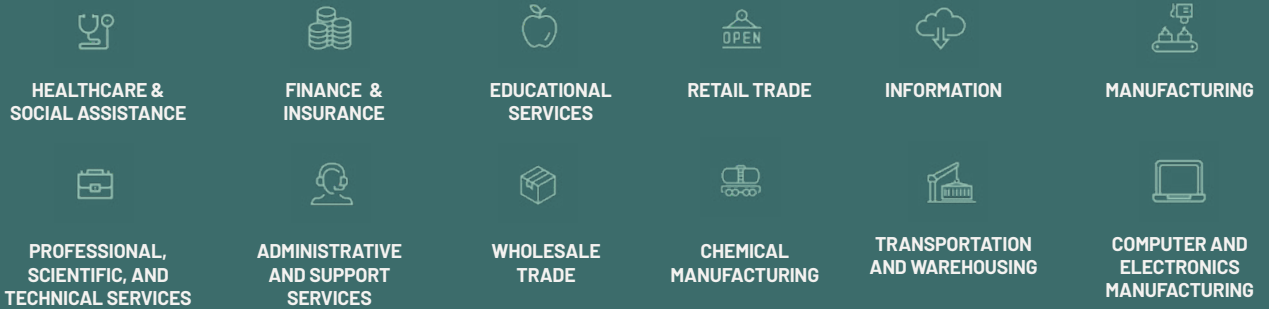 OPEN
HEALTHCARE &
SOCIAL ASSISTANCE
FINANCE &
INSURANCE
EDUCATIONAL
SERVICES
RETAIL TRADE
INFORMATION
MANUFACTURING
PROFESSIONAL,
SCIENTIFIC, AND
TECHNICAL SERVICES
ADMINISTRATIVE
AND SUPPORT
SERVICES
WHOLESALE
TRADE
CHEMICAL
MANUFACTURING
TRANSPORTATION
AND WAREHOUSING
COMPUTER AND
ELECTRONICS
MANUFACTURING